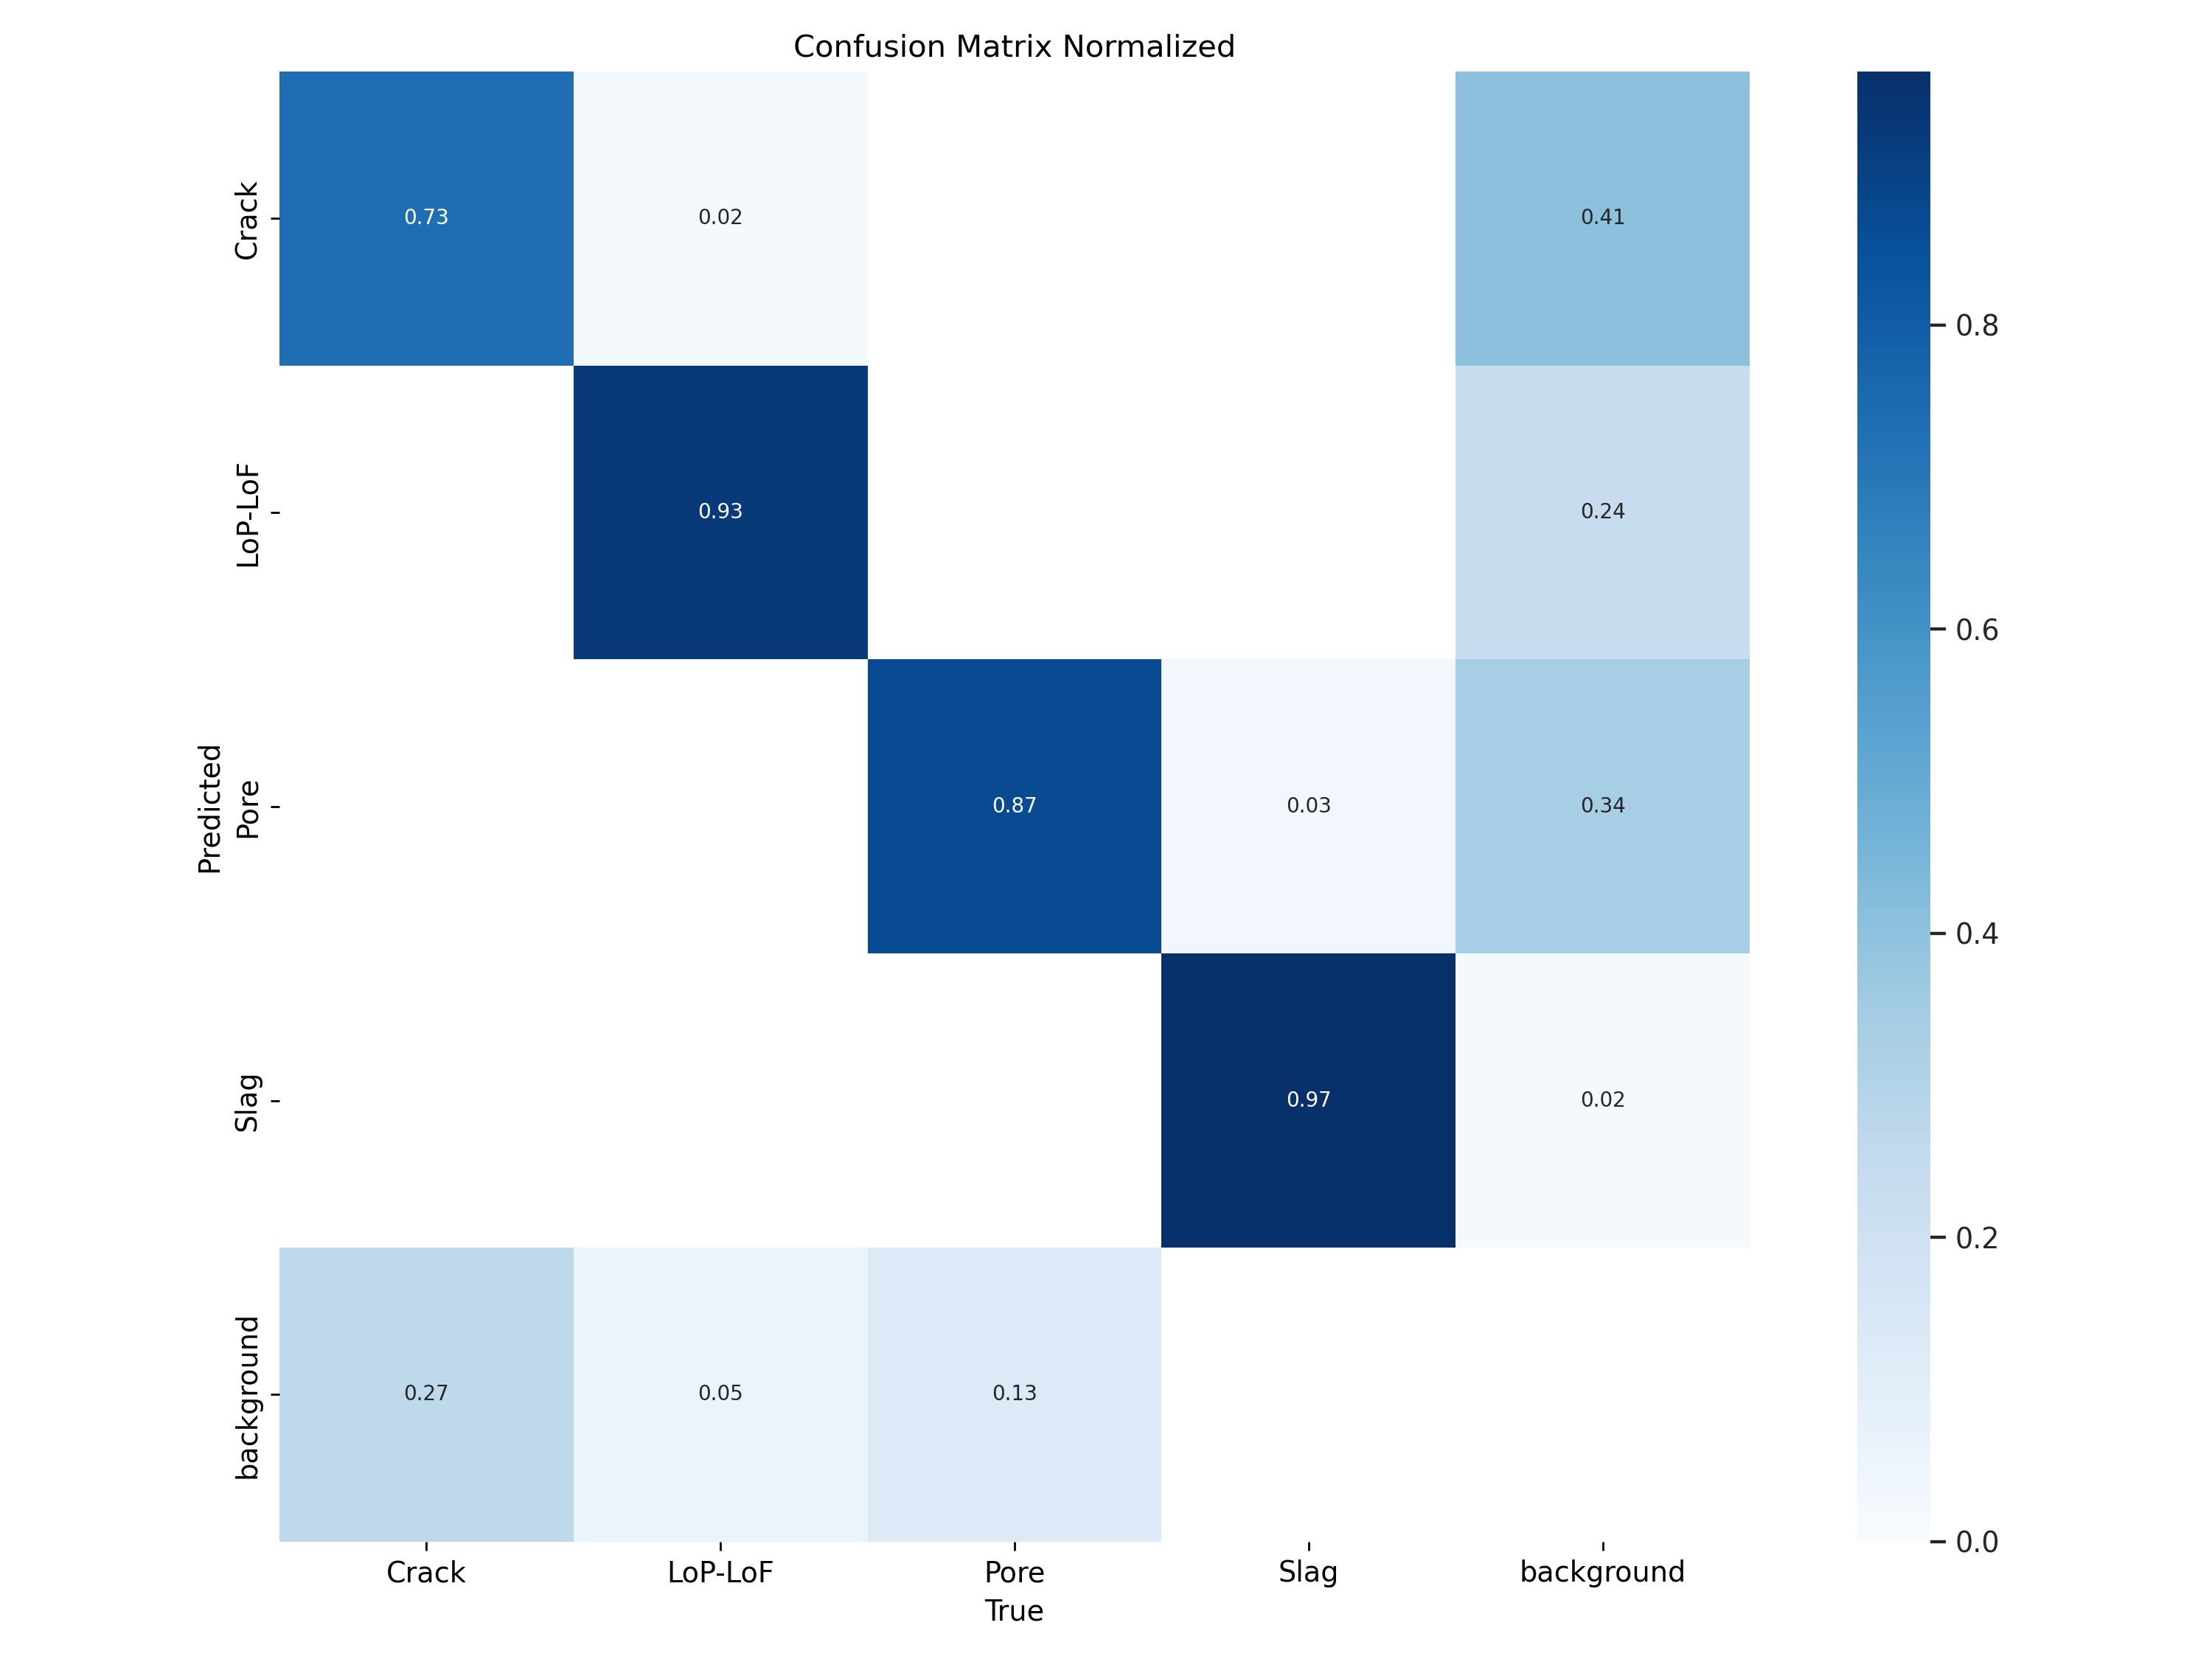 Confusion Matrix Normalized
Crack
0.73
0.02
0.41
0.8
LoP-LoF
0.93
0.24
0.6
Predicted
Pore
0.87
0.03
0.34
0.4
Slag
0.97
0.02
0.2
background
0.27
0.05
0.13
0.0
Crack
LoP-LoF
Pore
Slag
background
True